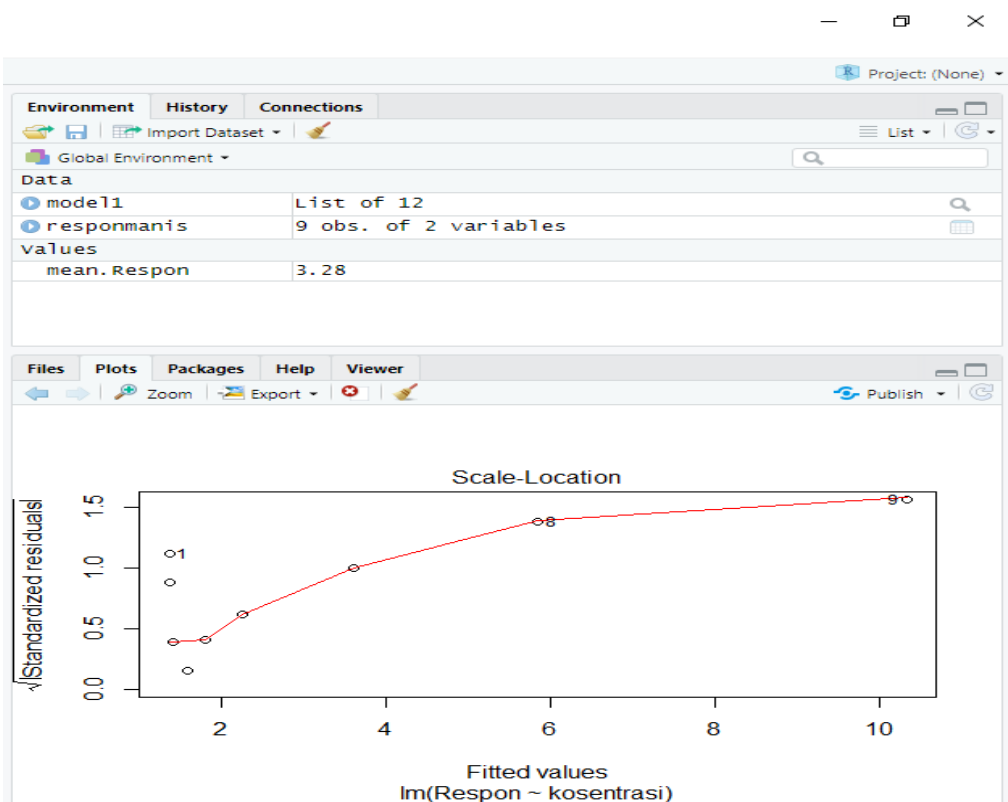 Project: (None)
Environment History Connections
Import Dataset List
Global Environment
Data
model1 List of 12
responmanis 9 obs. of 2 variables
Values
mean.Respon 3.28
Files Plots Packages Help Viewer
Zoom Export Publish
Scale-Location
√|Standardized residuals|
1.5
1.0
0.5
0.0
1
8
9
2 4 6 8 10
Fitted values
lm(Respon ~ kosentrasi)